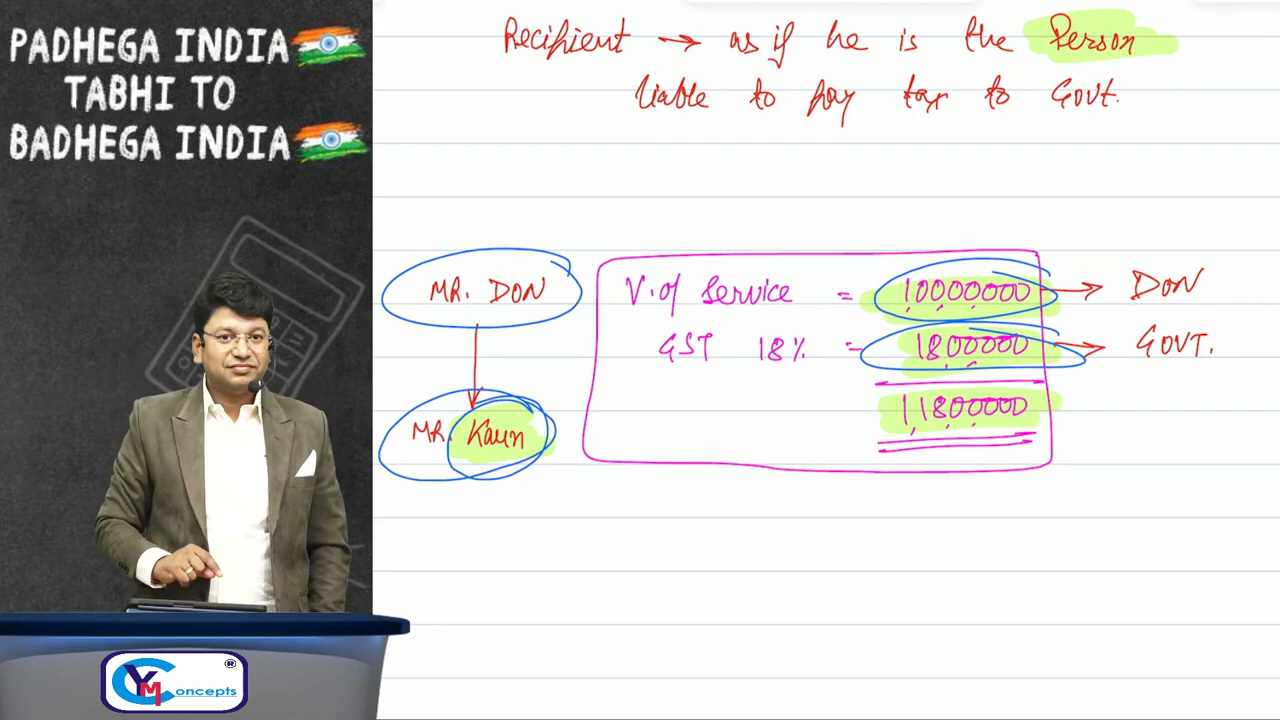 PADHEGA INDIA
TABHI TO
BADHEGA INDIA
Recipient → as if he is the Person
liable to pay tax to Govt.
MR. DON
V. of Service = 10000000 → DON
GST 18% = 1800000 → GOVT.
11800000
MR. Kaun
CYM Concepts ®